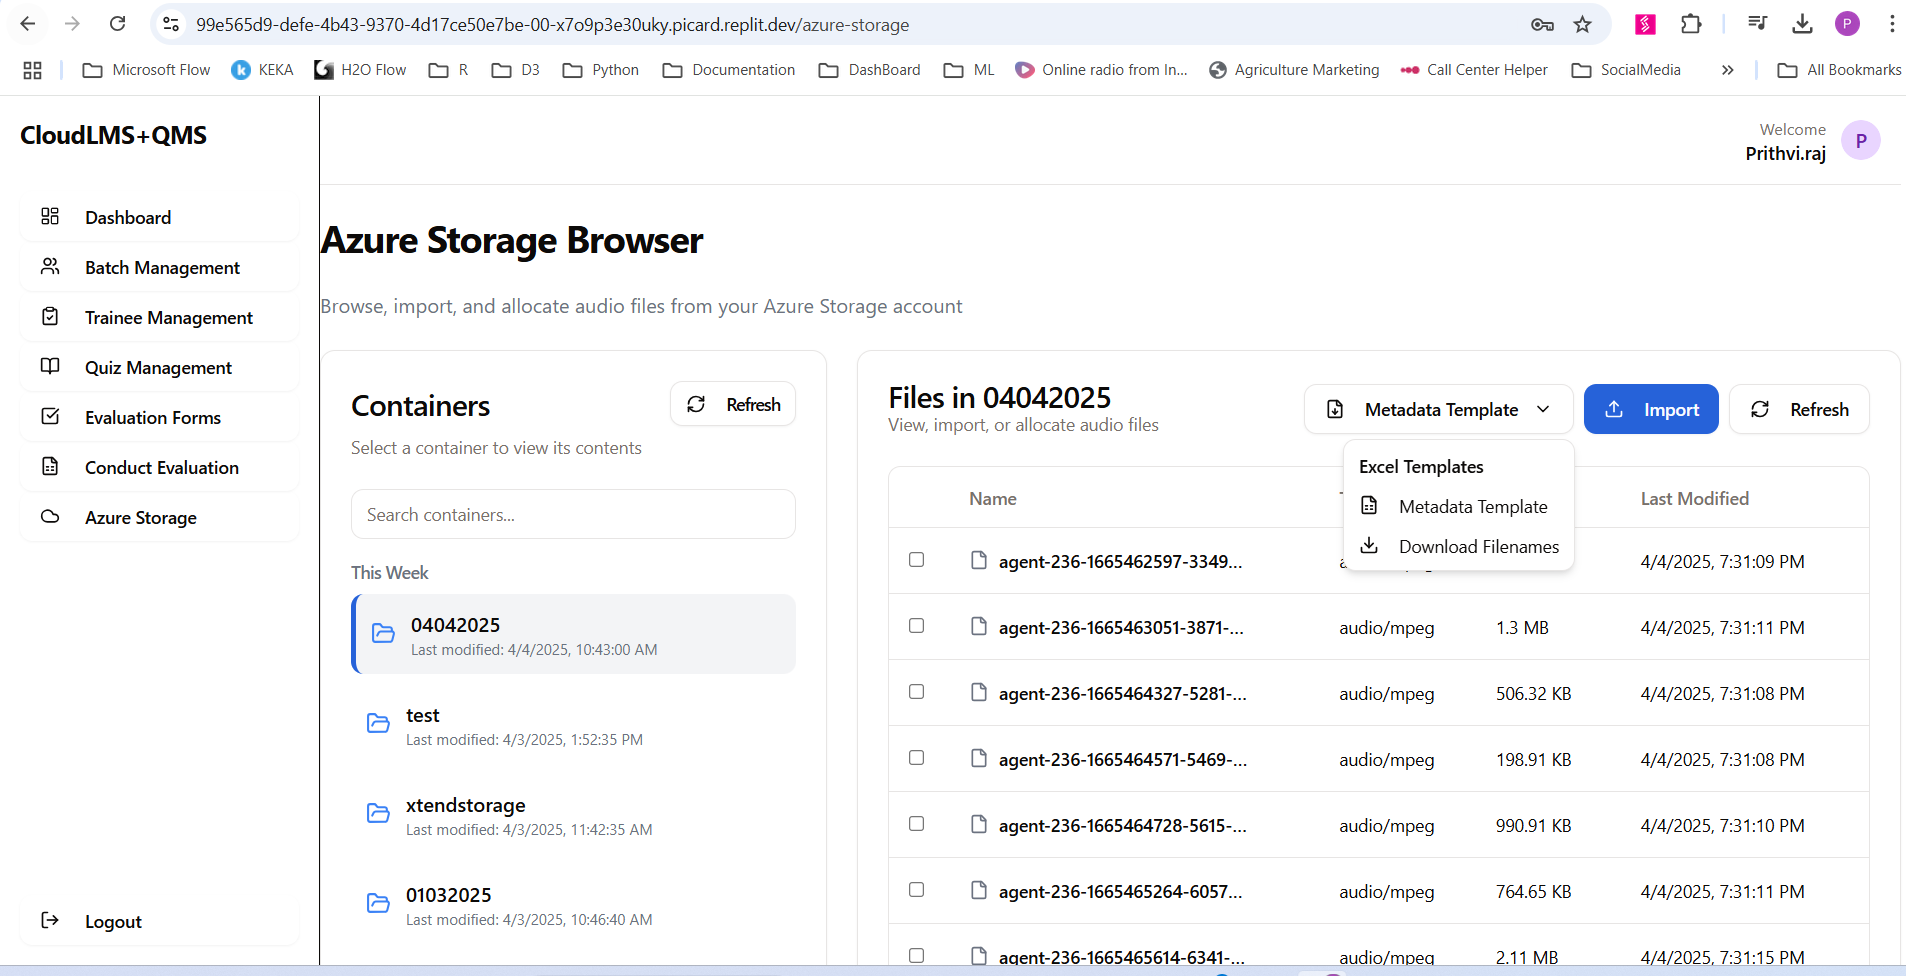 99e565d9-defe-4b43-9370-4d17ce50e7be-00-x7o9p3e30uky.picard.replit.dev/azure-storage
P
Microsoft Flow
KEKA
H2O Flow
R
D3
Python
Documentation
DashBoard
ML
Online radio from In...
Agriculture Marketing
Call Center Helper
SocialMedia
All Bookmarks
CloudLMS+QMS
Dashboard
Batch Management
Trainee Management
Quiz Management
Evaluation Forms
Conduct Evaluation
Azure Storage
Logout
Welcome
Prithvi.raj
P
Azure Storage Browser
Browse, import, and allocate audio files from your Azure Storage account
Containers
Refresh
Select a container to view its contents
Search containers...
This Week
04042025
Last modified: 4/4/2025, 10:43:00 AM
test
Last modified: 4/3/2025, 1:52:35 PM
xtendstorage
Last modified: 4/3/2025, 11:42:35 AM
01032025
Last modified: 4/3/2025, 10:46:40 AM
Files in 04042025
View, import, or allocate audio files
Metadata Template
Import
Refresh
Excel Templates
Metadata Template
Download Filenames
Name Last Modified
agent-236-1665462597-3349... 4/4/2025, 7:31:09 PM
agent-236-1665463051-3871-... audio/mpeg 1.3 MB 4/4/2025, 7:31:11 PM
agent-236-1665464327-5281-... audio/mpeg 506.32 KB 4/4/2025, 7:31:08 PM
agent-236-1665464571-5469-... audio/mpeg 198.91 KB 4/4/2025, 7:31:08 PM
agent-236-1665464728-5615-... audio/mpeg 990.91 KB 4/4/2025, 7:31:10 PM
agent-236-1665465264-6057... audio/mpeg 764.65 KB 4/4/2025, 7:31:11 PM
agent-236-1665465614-6341-... audio/mpeg 2.11 MB 4/4/2025, 7:31:15 PM